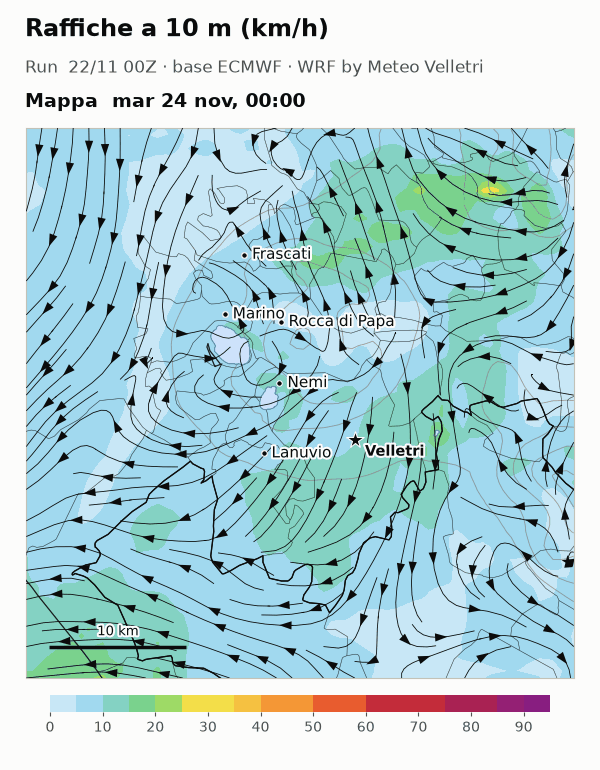 Raffiche a 10 m (km/h)
Run  22/11 00Z · base ECMWF · WRF by Meteo Velletri
Mappa  mar 24 nov, 00:00
Frascati
Marino
Rocca di Papa
Nemi
Velletri
Lanuvio
10 km
0 10 20 30 40 50 60 70 80 90